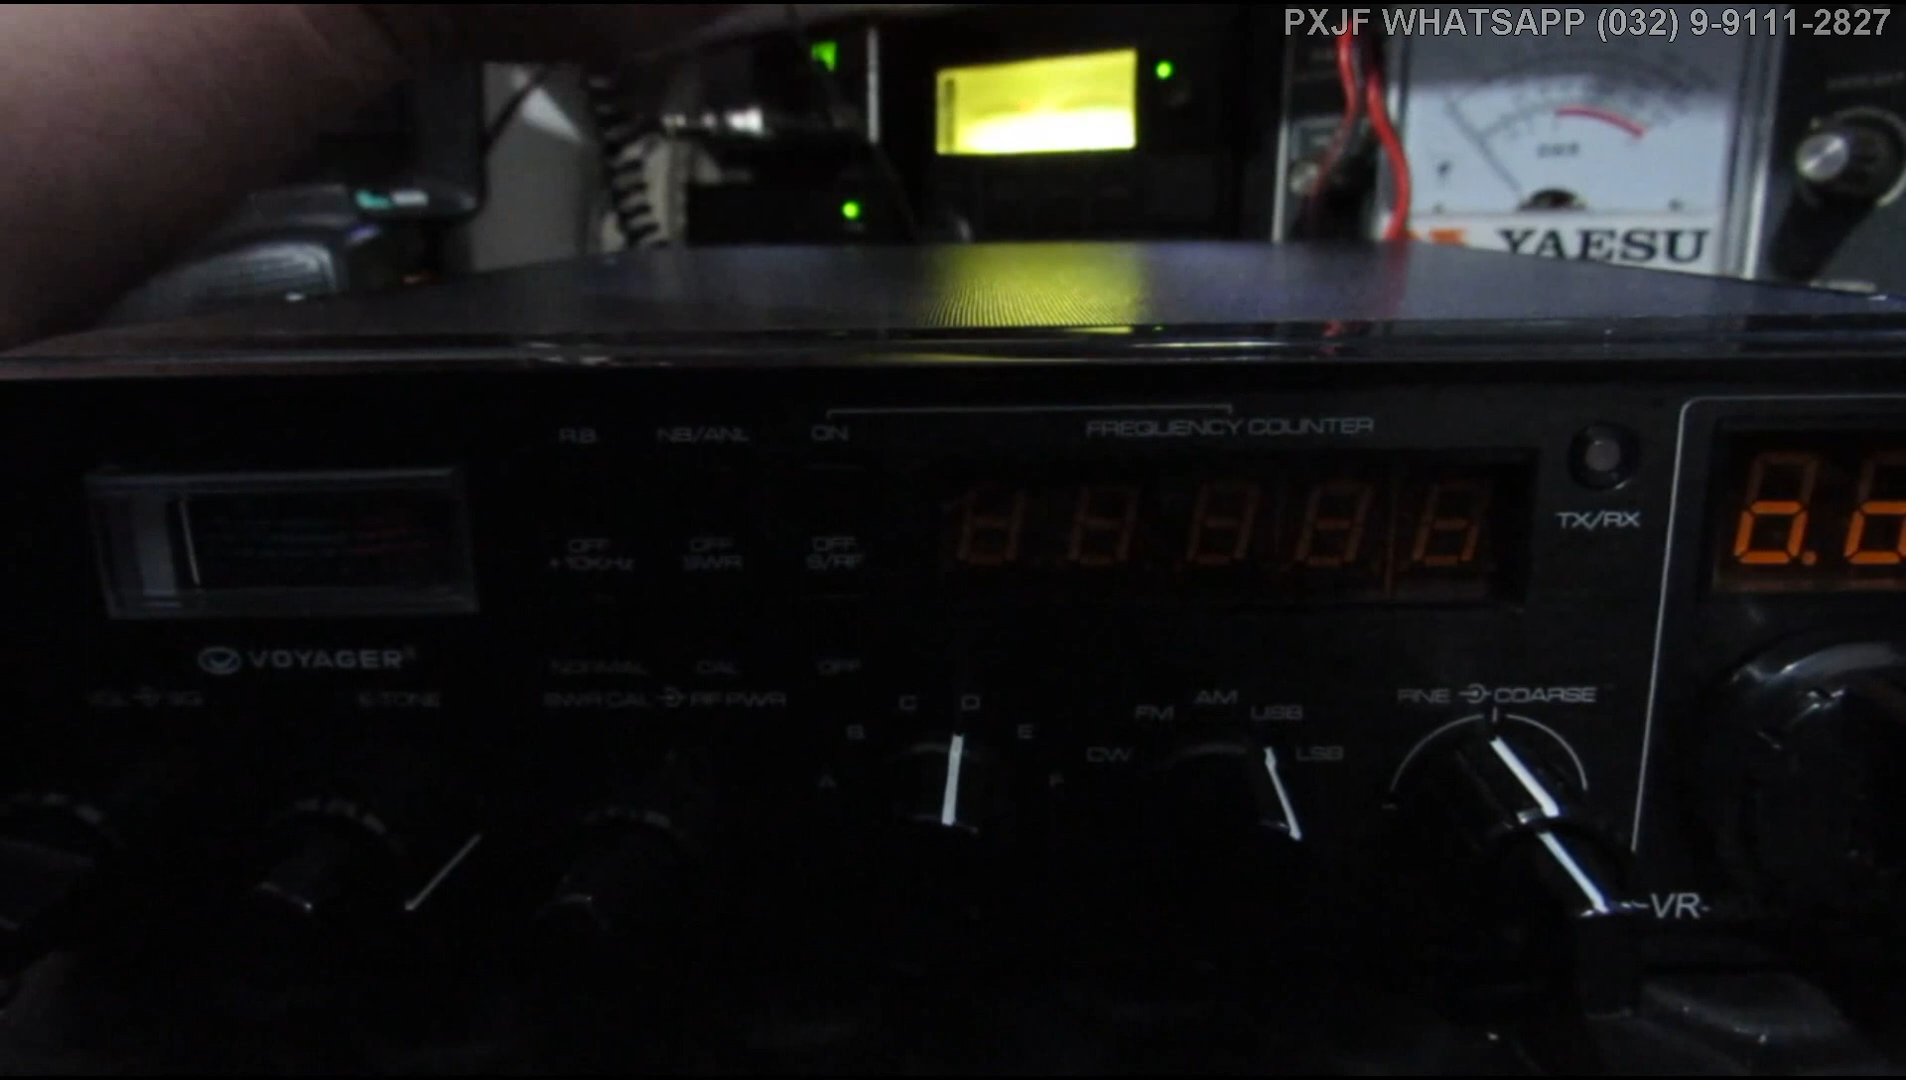 PXJF WHATSAPP (032) 9-9111-2827
SWR
YAESU
FREQUENCY COUNTER
R.B. NB/ANL ON
TX/RX
OFF OFF OFF
+10KHz SWR S/RF
VOYAGER
NORMAL CAL OFF
VOL SQ K-TONE SWR CAL RF PWR
FINE COARSE
A B C D E F
CW FM AM USB LSB
VR